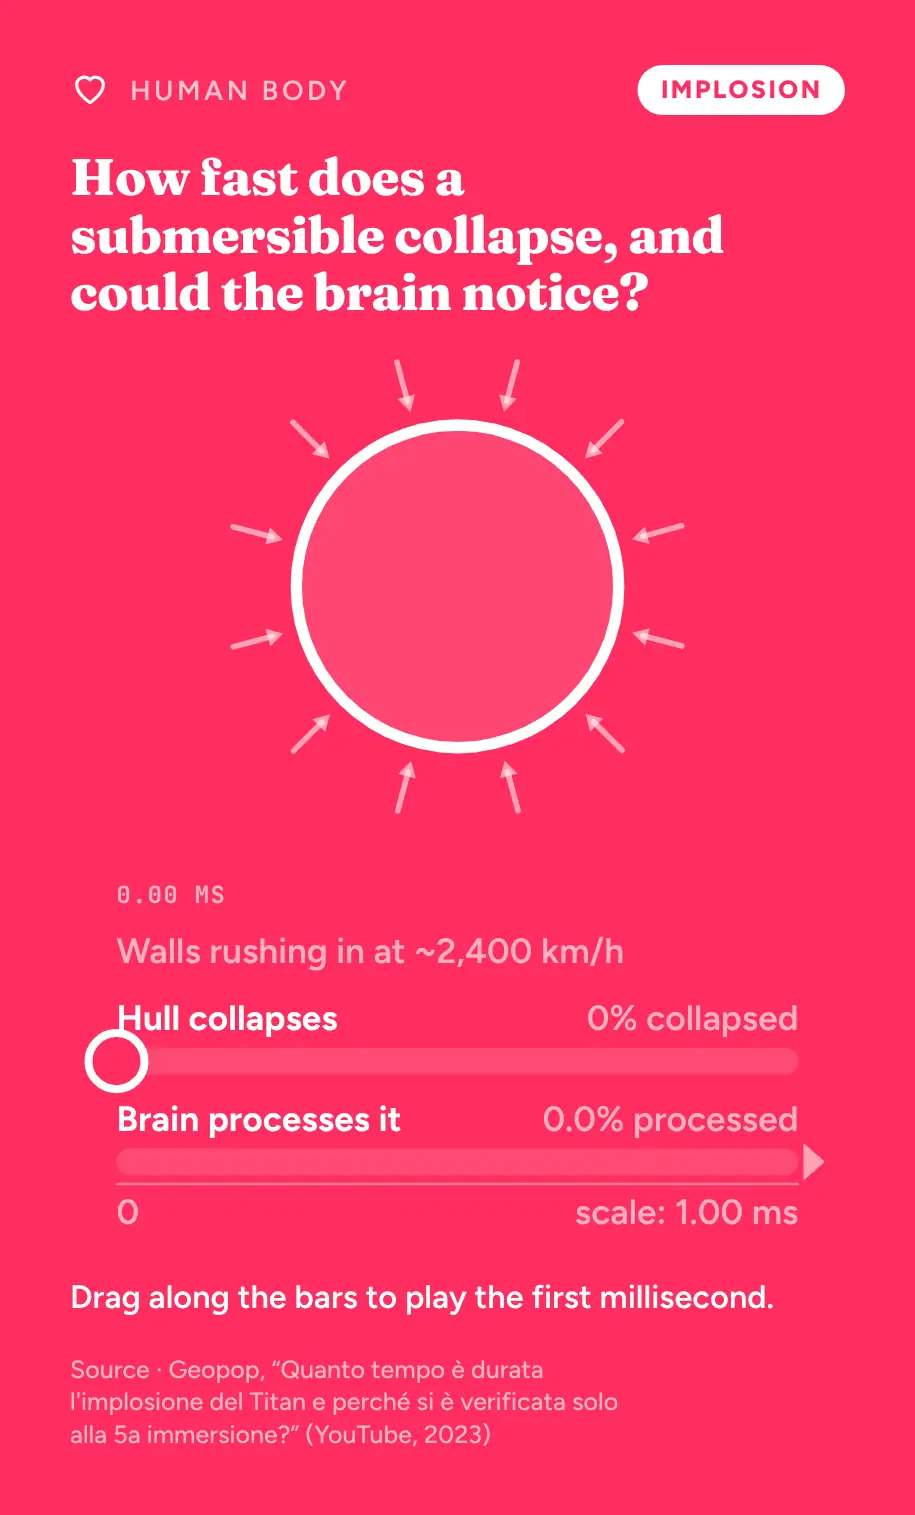 HUMAN BODY
IMPLOSION
How fast does a
submersible collapse, and
could the brain notice?
0.00 MS
Walls rushing in at ~2,400 km/h
Hull collapses
0% collapsed
Brain processes it
0.0% processed
0
scale: 1.00 ms
Drag along the bars to play the first millisecond.
Source · Geopop, “Quanto tempo è durata
l'implosione del Titan e perché si è verificata solo
alla 5a immersione?” (YouTube, 2023)